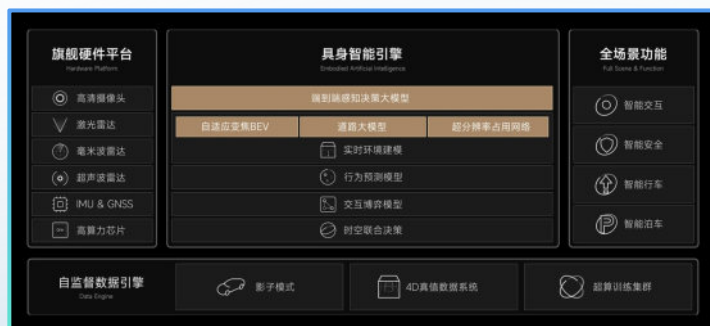 旗舰硬件平台
Hardware Platform
高清摄像头
激光雷达
毫米波雷达
超声波雷达
IMU & GNSS
高算力芯片
具身智能引擎
Embodied Artificial Intelligence
端到端感知决策大模型
自适应变焦BEV
道路大模型
超分辨率占用网络
实时环境建模
行为预测模型
交互博弈模型
时空联合决策
全场景功能
Full Scene & Function
智能交互
智能安全
智能行车
智能泊车
自监督数据引擎
Data Engine
影子模式
4D真值数据系统
超算训练集群